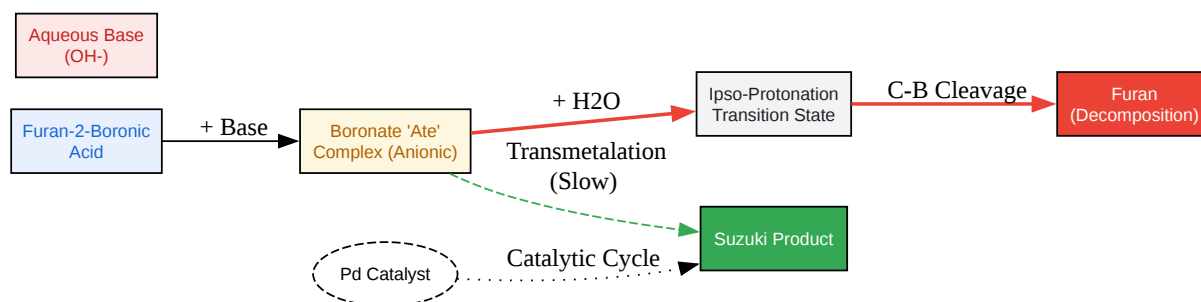 Aqueous Base
(OH-)
Furan-2-Boronic
Acid
+ Base
Boronate 'Ate'
Complex (Anionic)
+ H2O
Ipso-Protonation
Transition State
C-B Cleavage
Furan
(Decomposition)
Transmetalation
(Slow)
Suzuki Product
Pd Catalyst
Catalytic Cycle